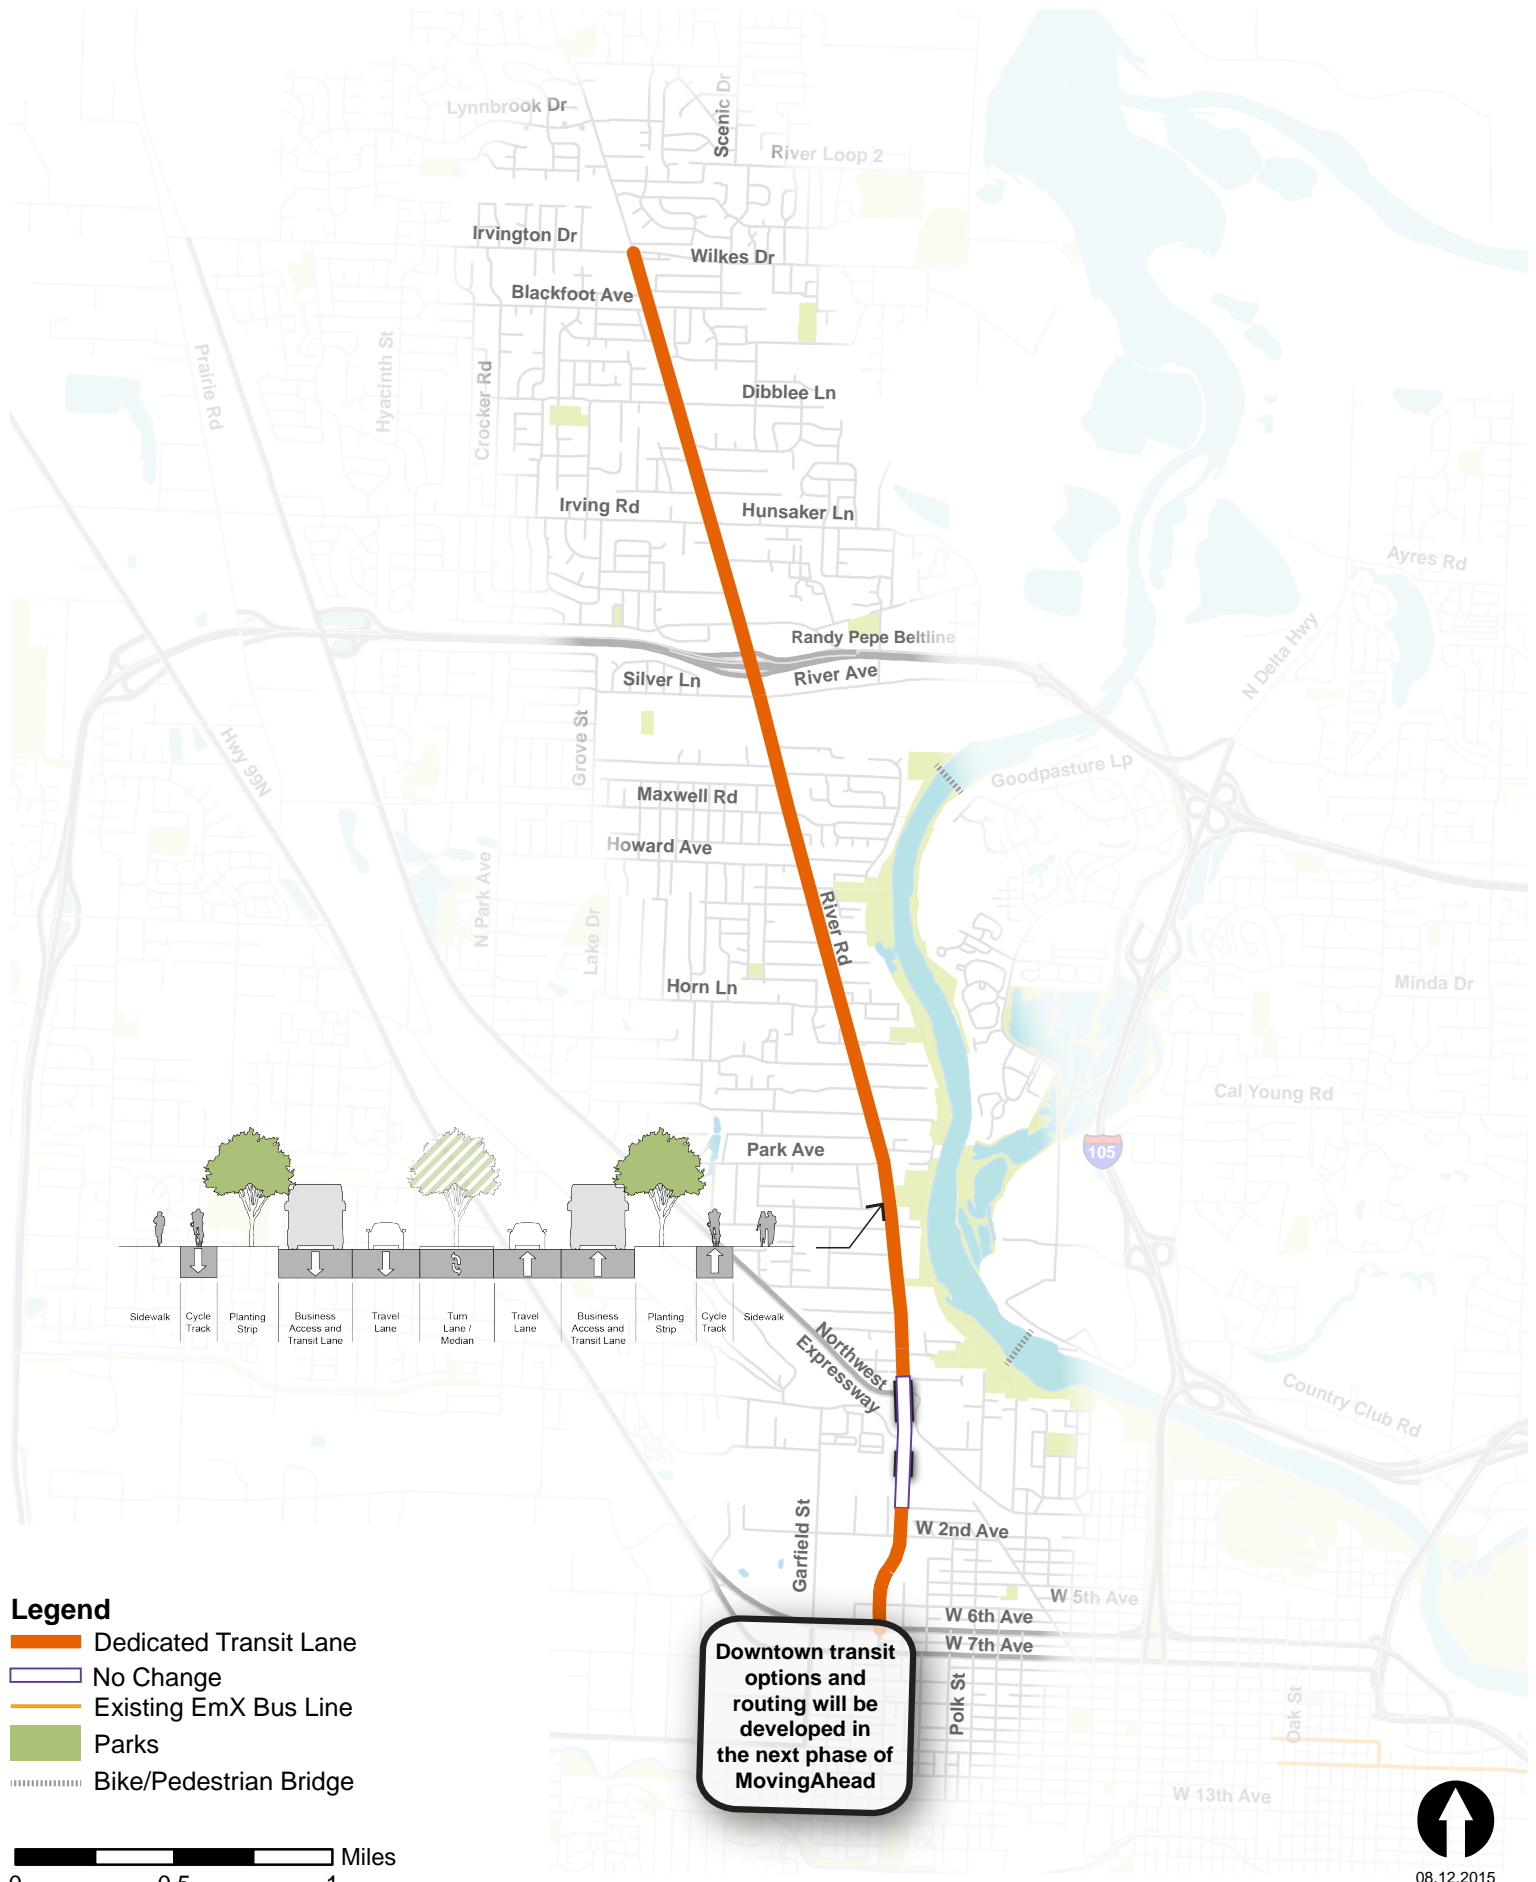 Lynnbrook Dr
Scenic Dr
River Loop 2
Irvington Dr
Wilkes Dr
Blackfoot Ave
Prairie Rd
Hyacinth St
Crocker Rd
Dibblee Ln
Irving Rd
Hunsaker Ln
Ayres Rd
Randy Pepe Beltline
N Delta Hwy
Silver Ln
River Ave
Grove St
Hwy 99N
Goodpasture Lp
Maxwell Rd
Howard Ave
N Park Ave
Lake Dr
River Rd
Horn Ln
Minda Dr
Cal Young Rd
Park Ave
105
Sidewalk
Cycle
Track
Planting
Strip
Business
Access and
Transit Lane
Travel
Lane
Turn
Lane /
Median
Travel
Lane
Business
Access and
Transit Lane
Planting
Strip
Cycle
Track
Sidewalk
Northwest
Expressway
Country Club Rd
Garfield St
W 2nd Ave
W 5th Ave
W 6th Ave
W 7th Ave
Polk St
Oak St
W 13th Ave
Downtown transit
options and
routing will be
developed in
the next phase of
MovingAhead
Legend
Dedicated Transit Lane
No Change
Existing EmX Bus Line
Parks
Bike/Pedestrian Bridge
Miles
0 0.5 1
08.12.2015